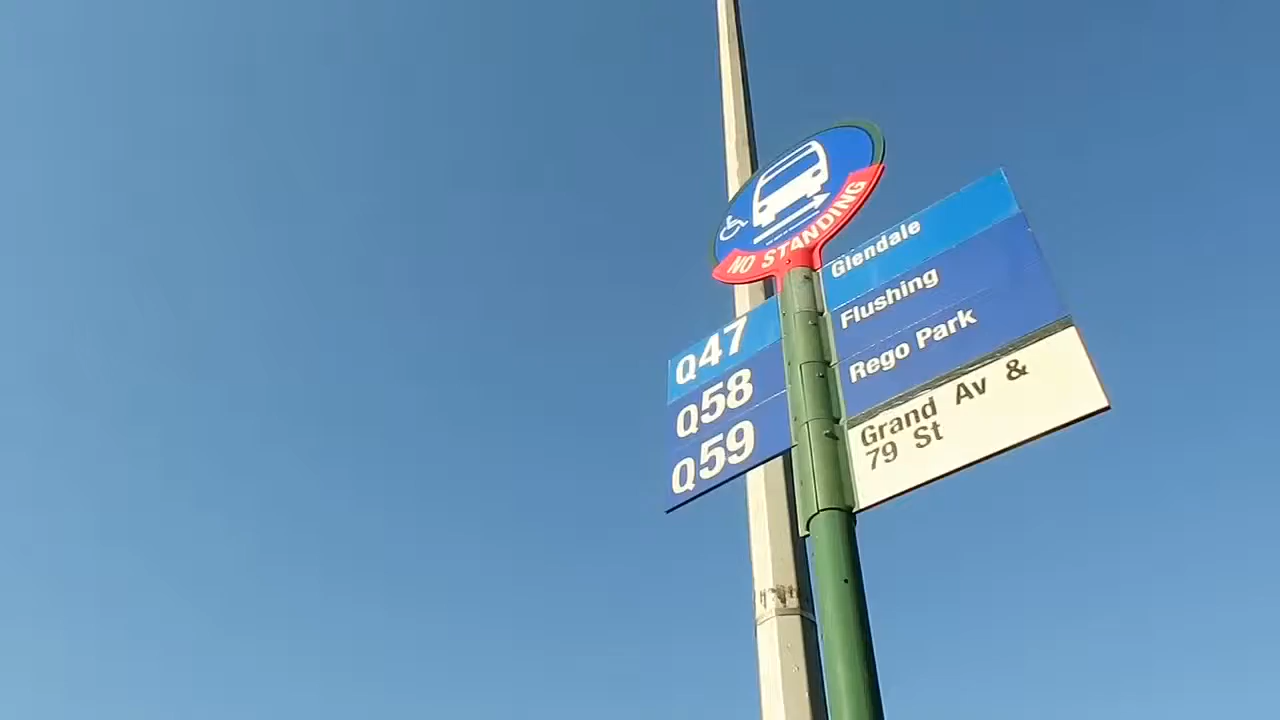 NO STANDING
Q47
Q58
Q59
Glendale
Flushing
Rego Park
Grand Av &
79 St